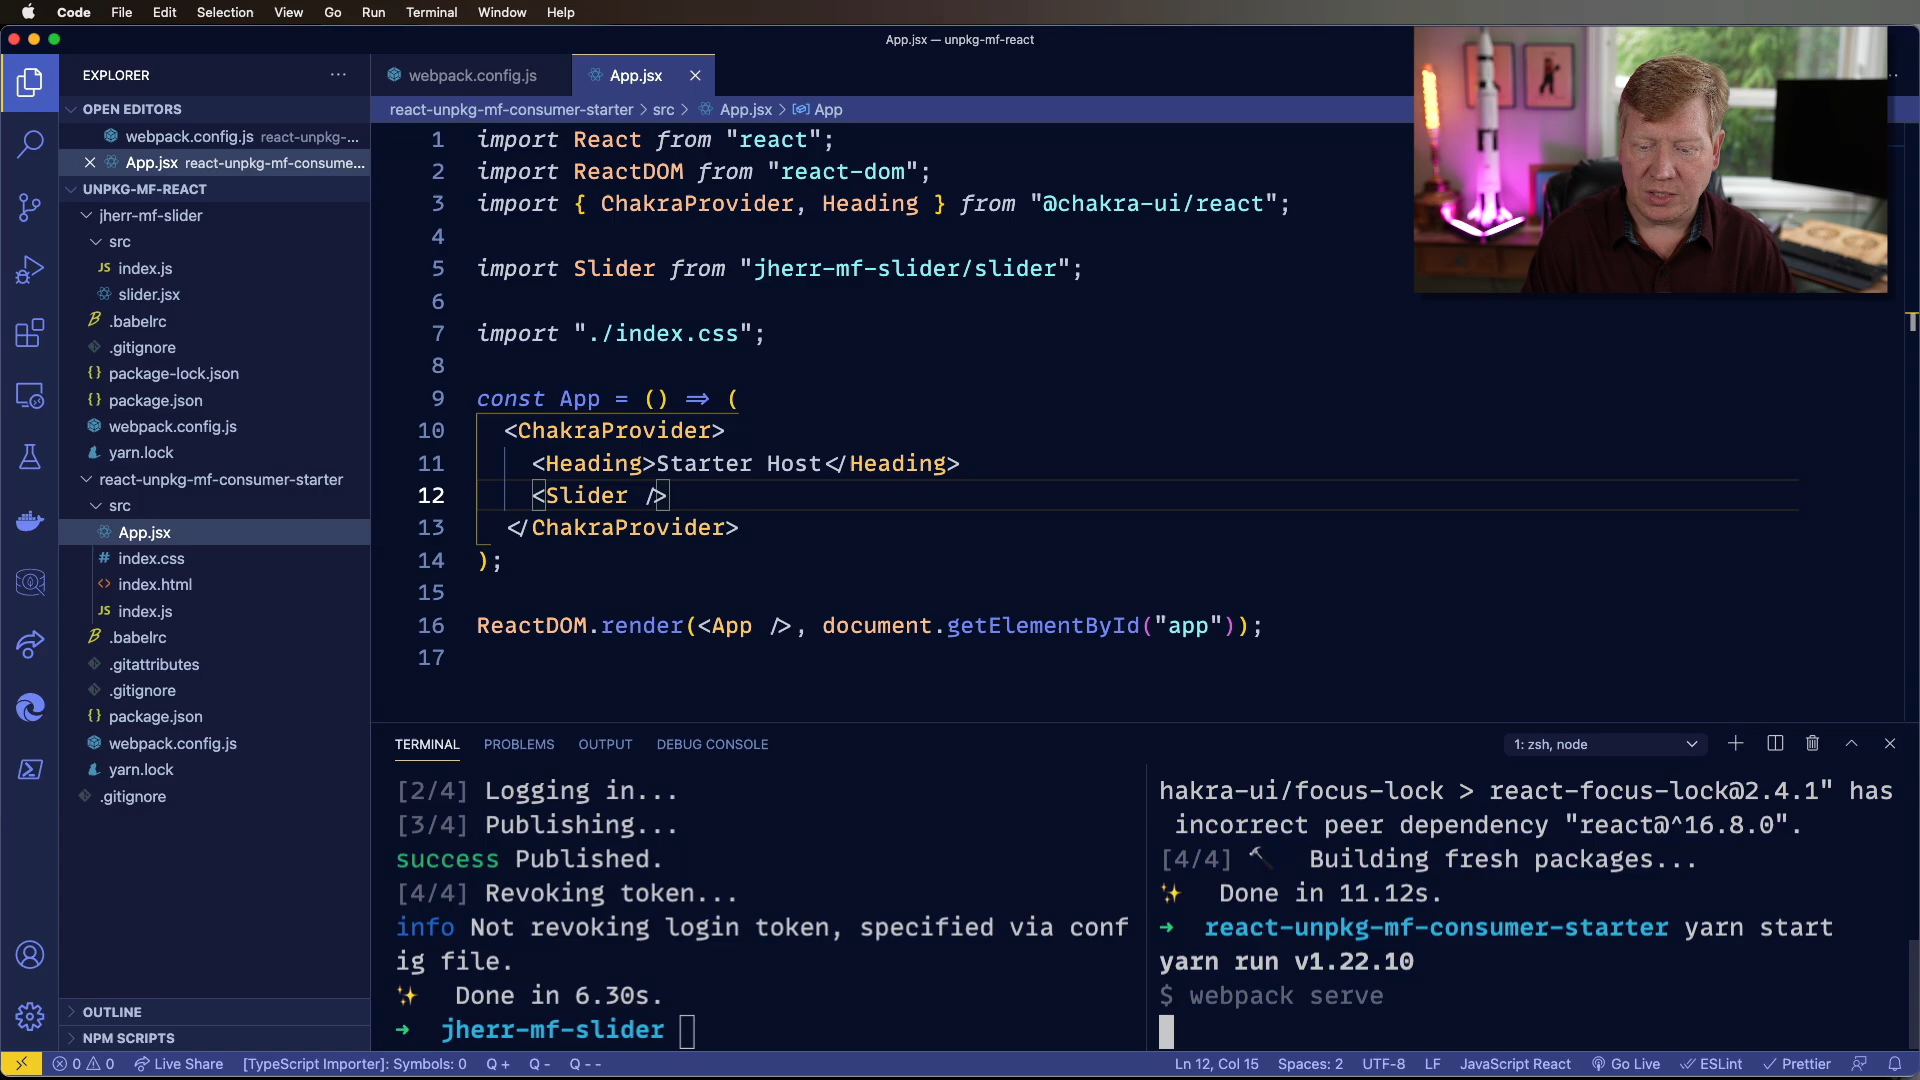 Code File Edit Selection View Go Run Terminal Window Help
App.jsx — unpkg-mf-react
EXPLORER
OPEN EDITORS
webpack.config.js react-unpkg-...
App.jsx react-unpkg-mf-consume...
UNPKG-MF-REACT
jherr-mf-slider
src
JS index.js
slider.jsx
.babelrc
.gitignore
{} package-lock.json
{} package.json
webpack.config.js
yarn.lock
react-unpkg-mf-consumer-starter
src
App.jsx
# index.css
<> index.html
JS index.js
.babelrc
.gitattributes
.gitignore
{} package.json
webpack.config.js
yarn.lock
.gitignore
OUTLINE
NPM SCRIPTS
webpack.config.js App.jsx
react-unpkg-mf-consumer-starter > src > App.jsx > App
1 import React from "react";
2 import ReactDOM from "react-dom";
3 import { ChakraProvider, Heading } from "@chakra-ui/react";
4
5 import Slider from "jherr-mf-slider/slider";
6
7 import "./index.css";
8
9 const App = () => (
10 <ChakraProvider>
11 <Heading>Starter Host</Heading>
12 <Slider />
13 </ChakraProvider>
14 );
15
16 ReactDOM.render(<App />, document.getElementById("app"));
17
TERMINAL PROBLEMS OUTPUT DEBUG CONSOLE
1: zsh, node
[2/4] Logging in...
[3/4] Publishing...
success Published.
[4/4] Revoking token...
info Not revoking login token, specified via conf
ig file.
✨ Done in 6.30s.
➜ jherr-mf-slider
hakra-ui/focus-lock > react-focus-lock@2.4.1" has
incorrect peer dependency "react@^16.8.0".
[4/4] 🔨 Building fresh packages...
✨ Done in 11.12s.
➜ react-unpkg-mf-consumer-starter yarn start
yarn run v1.22.10
$ webpack serve
0 0 Live Share [TypeScript Importer]: Symbols: 0 Q + Q - Q - - Ln 12, Col 15 Spaces: 2 UTF-8 LF JavaScript React Go Live ESLint Prettier